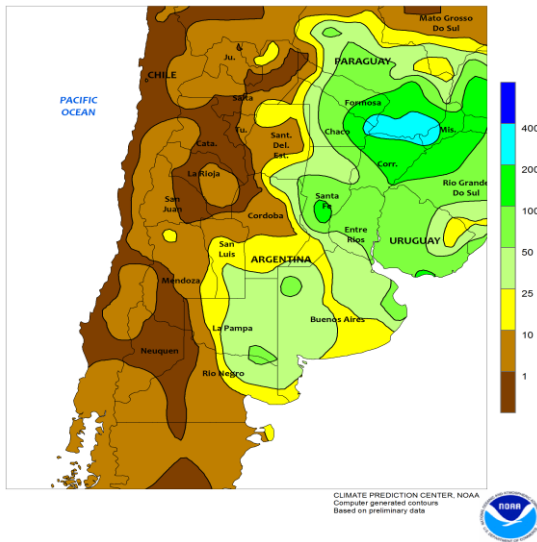 Mato Grosso
Do Sul
Ju.
PARAGUAY
CHILE
PACIFIC
OCEAN
Salta
Formosa
Tu.
Chaco
Mis.
Cata.
Sant.
Del.
Est.
Corr.
La Rioja
Rio Grande
Do Sul
San
Juan
Santa
Fe
Cordoba
Entre
Rios
URUGUAY
San
Luis
ARGENTINA
Mendoza
La Pampa
Buenos Aires
Neuquen
Rio Negro
400
200
100
50
25
10
1
CLIMATE PREDICTION CENTER, NOAA
Computer generated contours
Based on preliminary data
NOAA